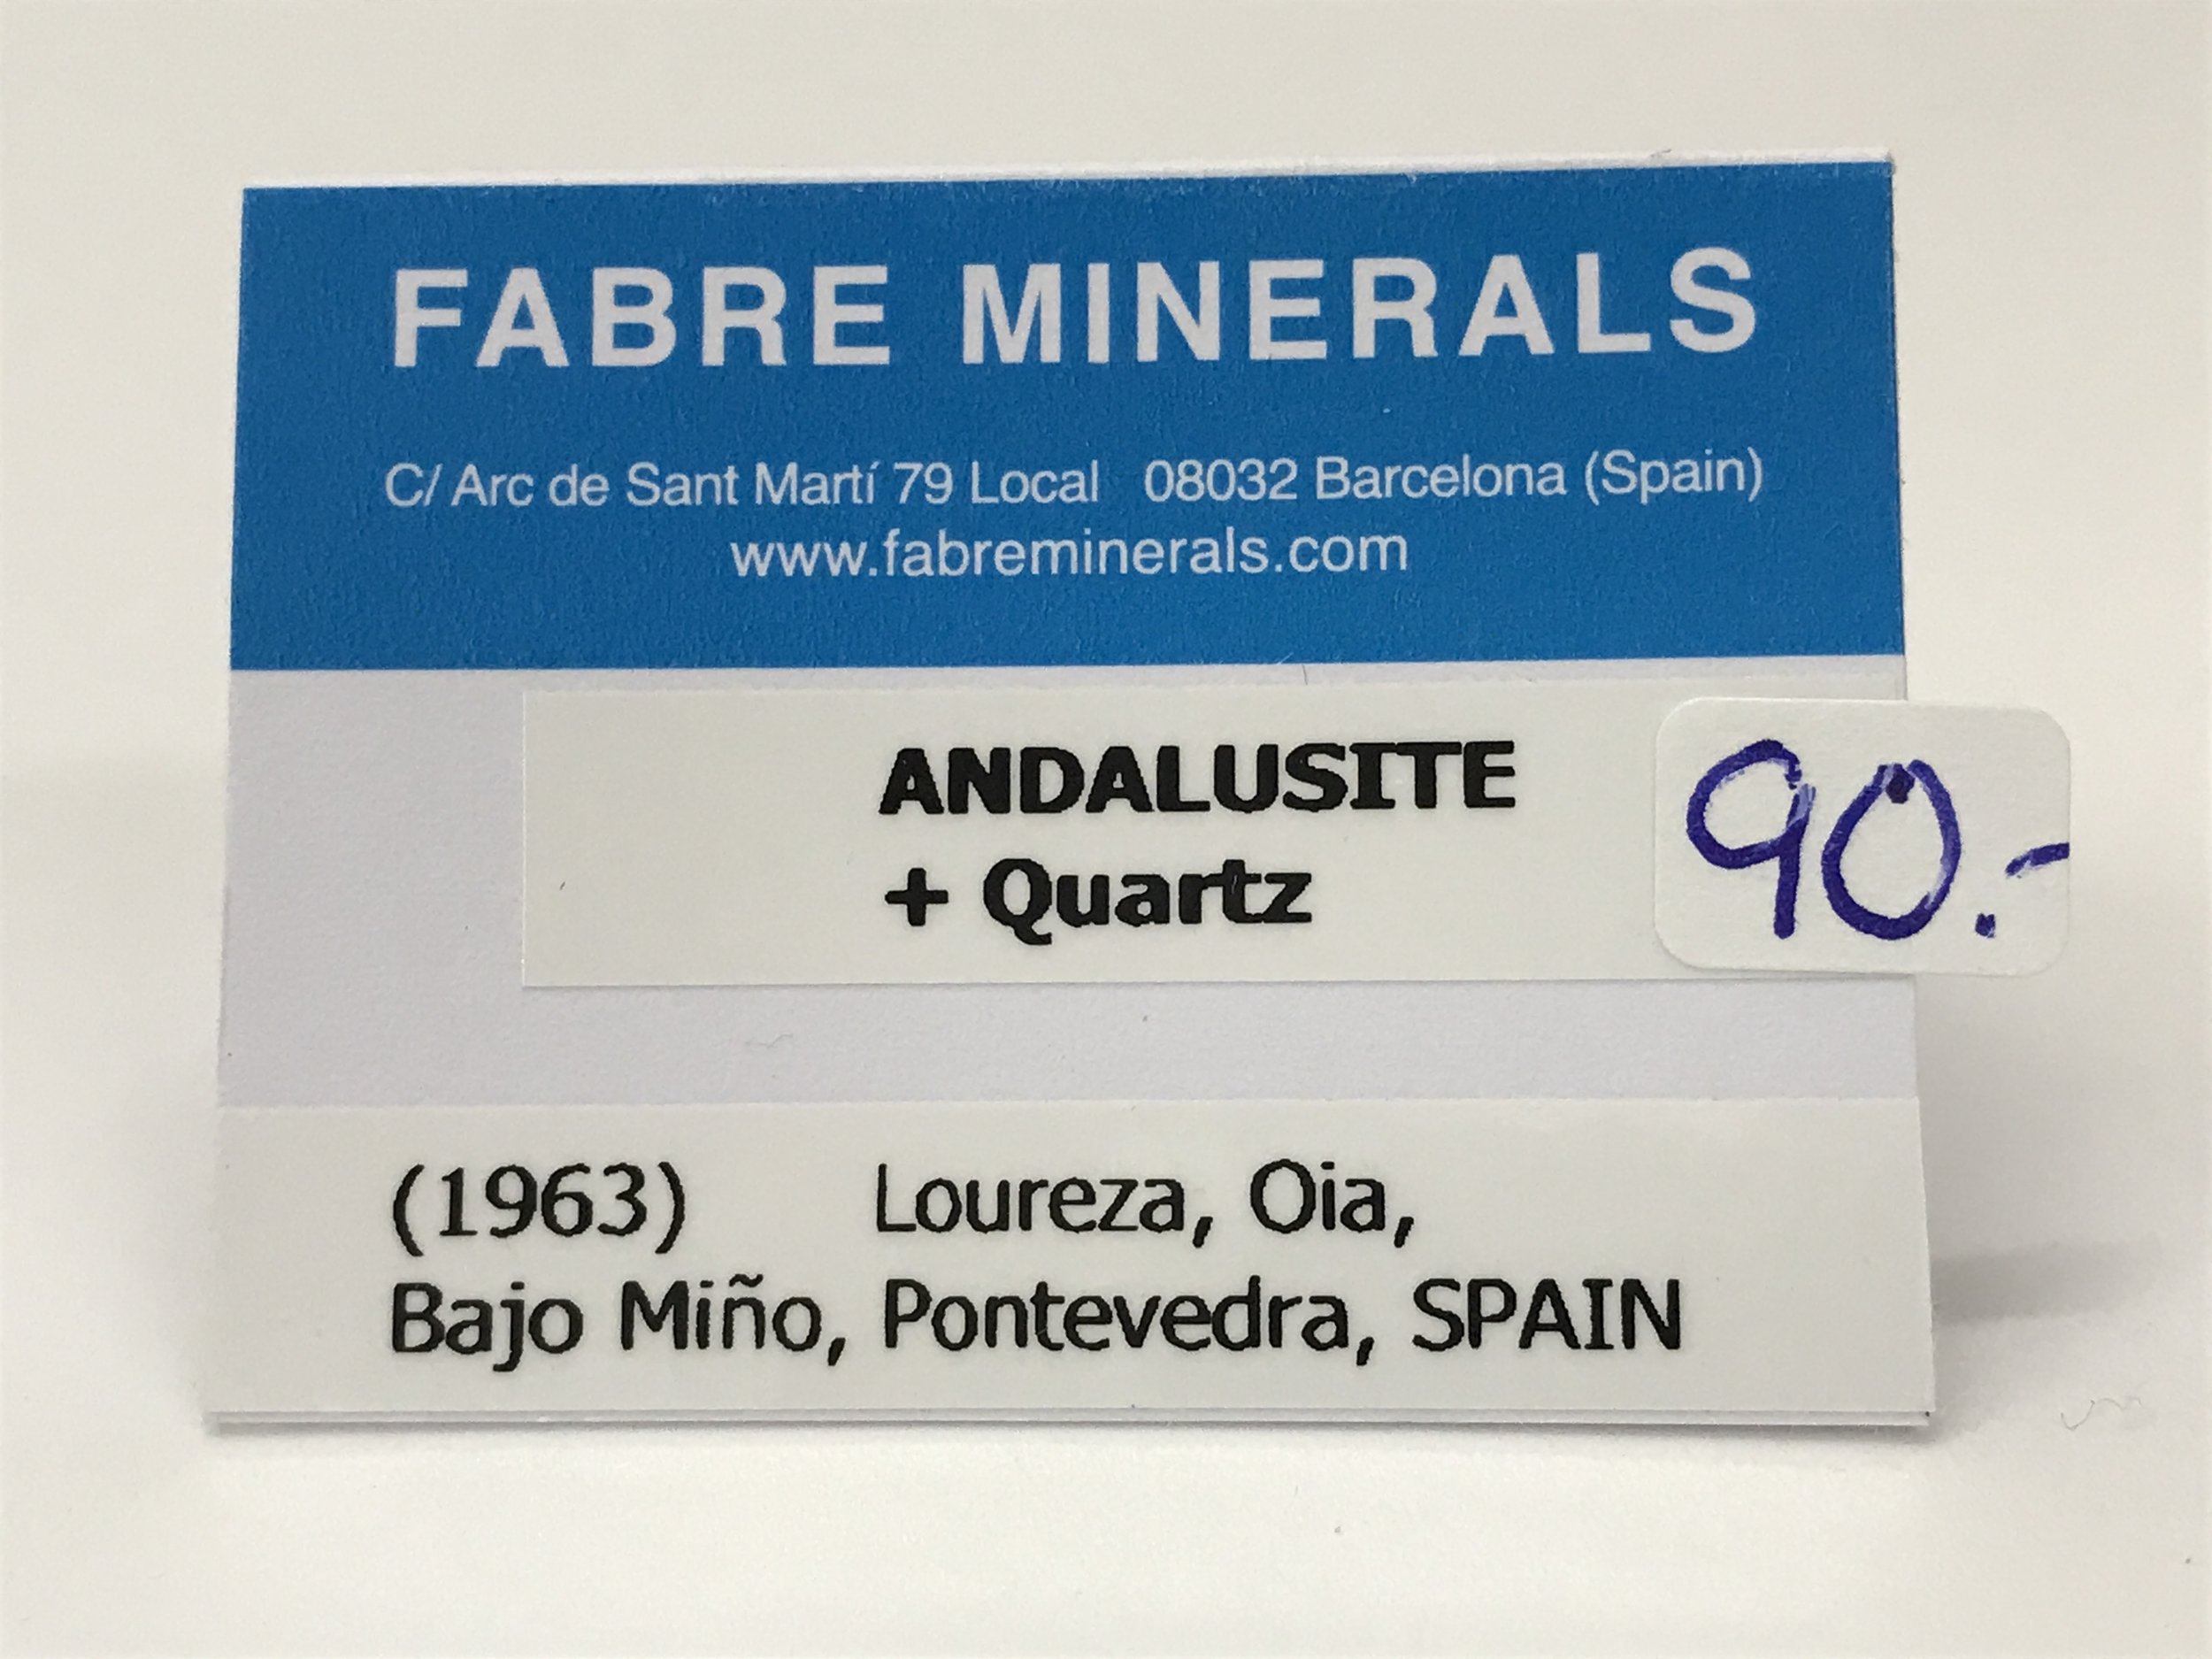 FABRE MINERALS
C/ Arc de Sant Martí 79 Local 08032 Barcelona (Spain)
www.fabreminerals.com
ANDALUSITE
+ Quartz
90.-
(1963) Loureza, Oia,
Bajo Miño, Pontevedra, SPAIN